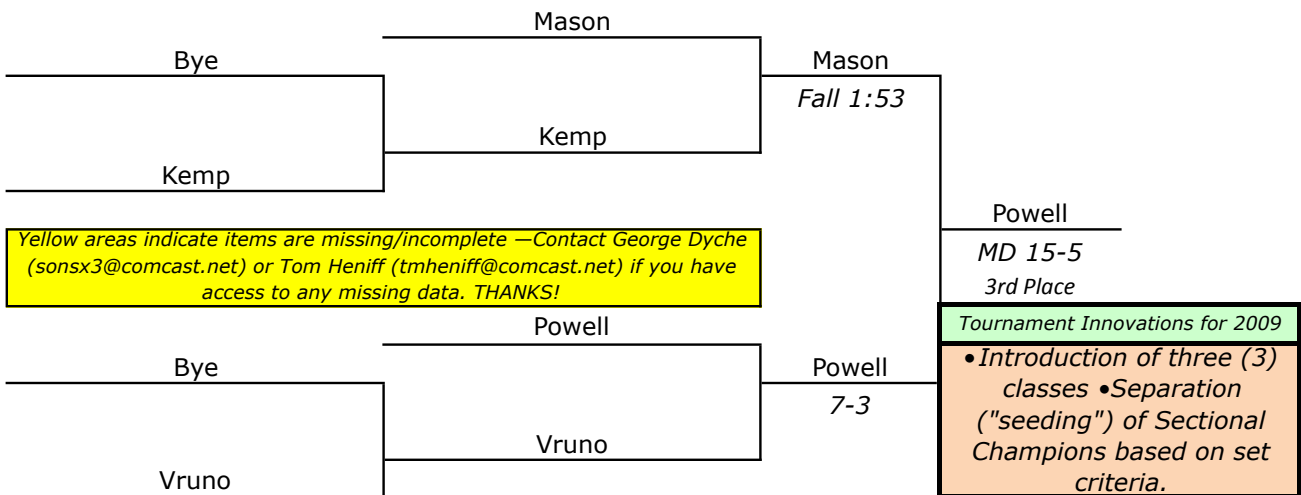 Mason
Bye
Mason
Fall 1:53
Kemp
Kemp
Powell
Yellow areas indicate items are missing/incomplete —Contact George Dyche
(sonsx3@comcast.net) or Tom Heniff (tmheniff@comcast.net) if you have
access to any missing data. THANKS!
MD 15-5
3rd Place
Powell
Tournament Innovations for 2009
Bye
Powell
7-3
•Introduction of three (3)
classes •Separation
("seeding") of Sectional
Champions based on set
criteria.
Vruno
Vruno